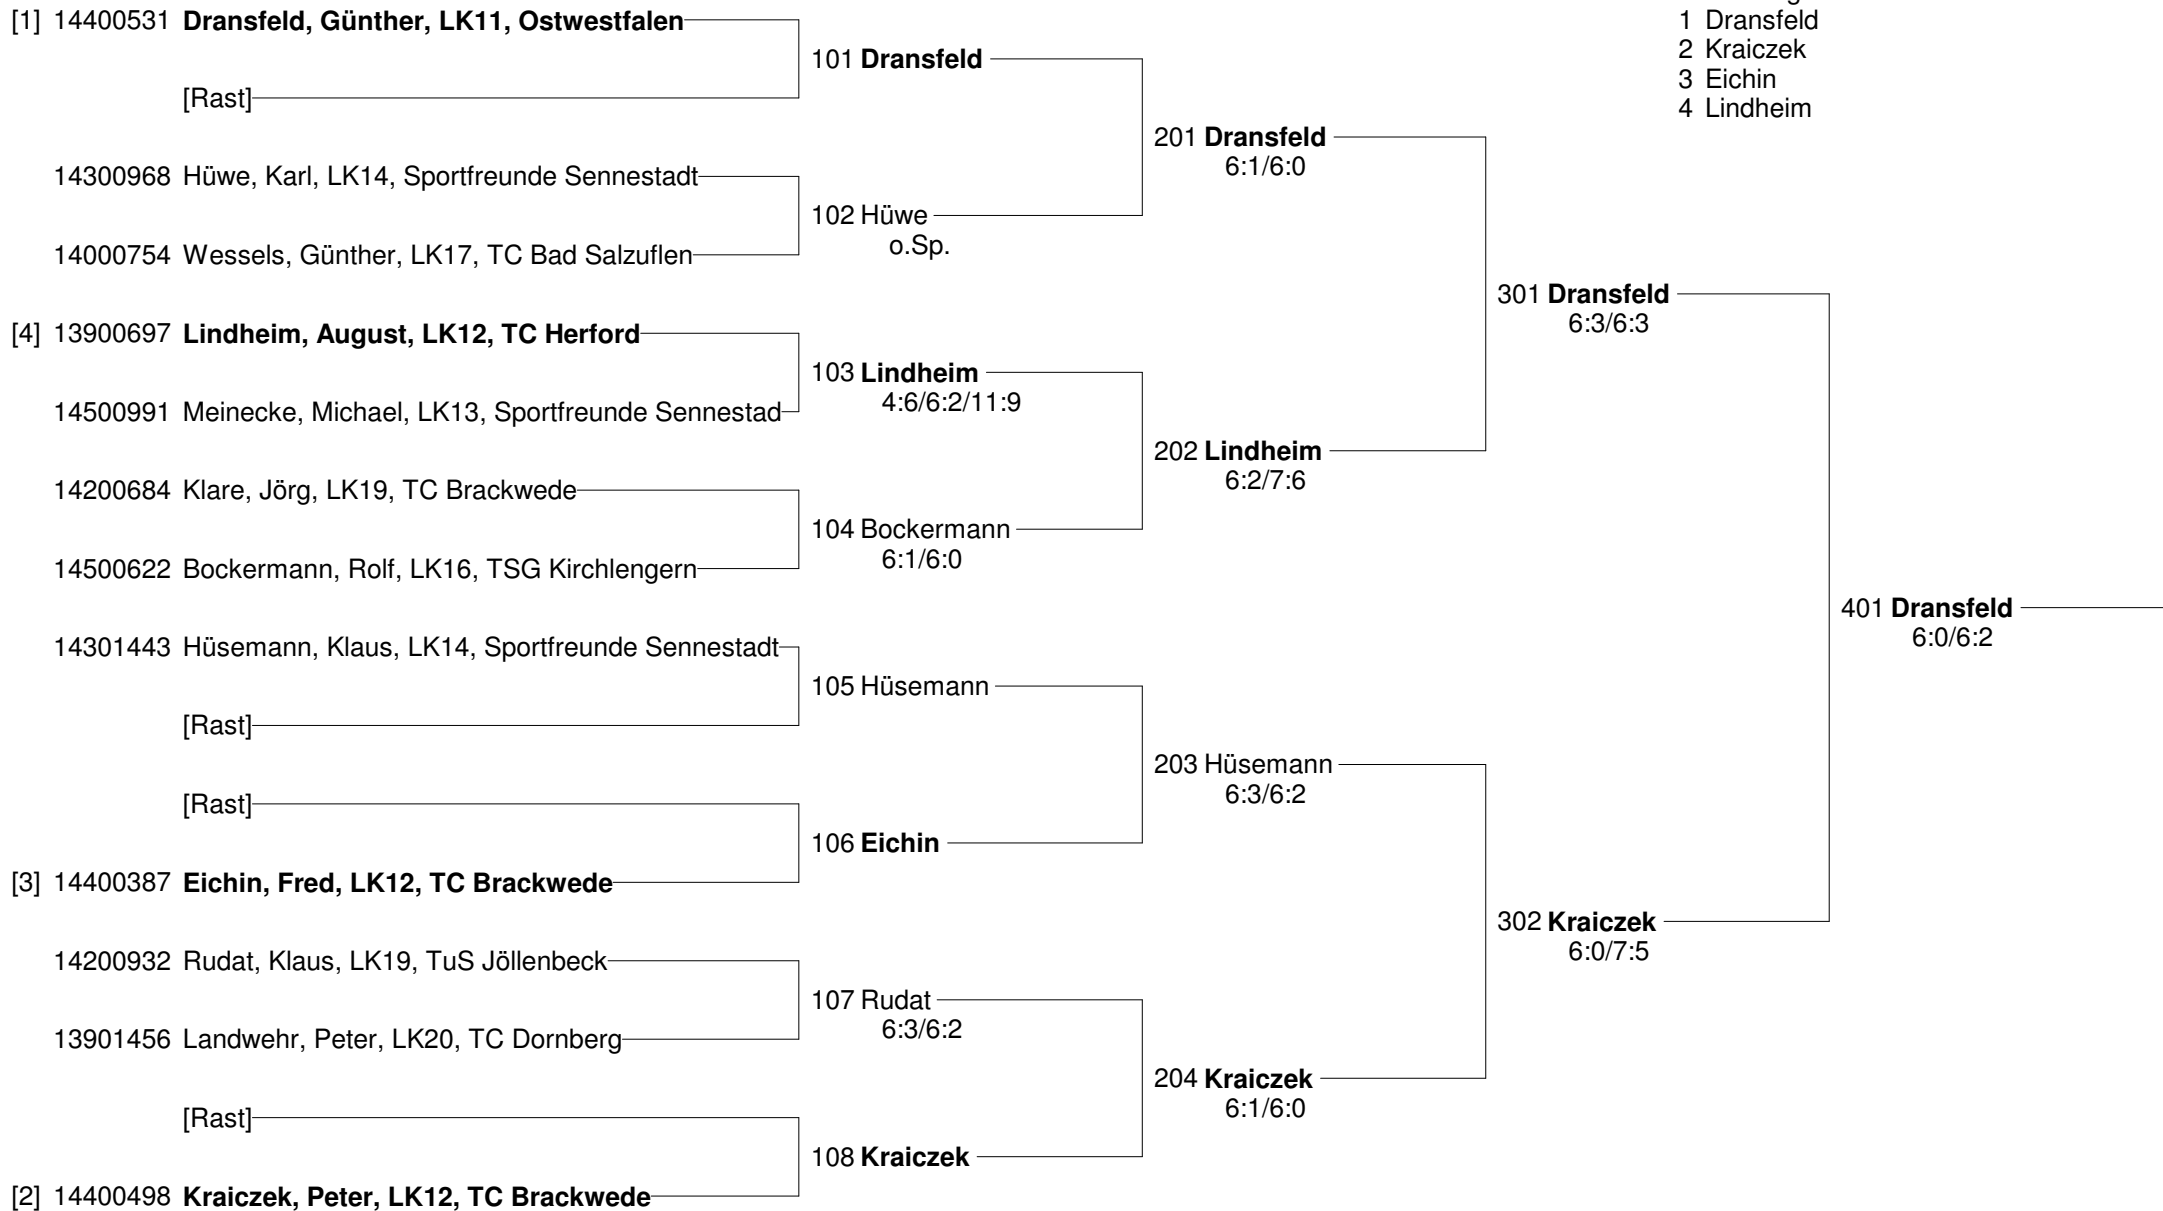 [1] 14400531 Dransfeld, Günther, LK11, Ostwestfalen
[Rast]
14300968 Hüwe, Karl, LK14, Sportfreunde Sennestadt
14000754 Wessels, Günther, LK17, TC Bad Salzuflen
[4] 13900697 Lindheim, August, LK12, TC Herford
14500991 Meinecke, Michael, LK13, Sportfreunde Sennestad
14200684 Klare, Jörg, LK19, TC Brackwede
14500622 Bockermann, Rolf, LK16, TSG Kirchlengern
14301443 Hüsemann, Klaus, LK14, Sportfreunde Sennestadt
[Rast]
[Rast]
[3] 14400387 Eichin, Fred, LK12, TC Brackwede
14200932 Rudat, Klaus, LK19, TuS Jöllenbeck
13901456 Landwehr, Peter, LK20, TC Dornberg
[Rast]
[2] 14400498 Kraiczek, Peter, LK12, TC Brackwede
101 Dransfeld
102 Hüwe
o.Sp.
103 Lindheim
4:6/6:2/11:9
104 Bockermann
6:1/6:0
105 Hüsemann
106 Eichin
107 Rudat
6:3/6:2
108 Kraiczek
201 Dransfeld
6:1/6:0
202 Lindheim
6:2/7:6
203 Hüsemann
6:3/6:2
204 Kraiczek
6:1/6:0
301 Dransfeld
6:3/6:3
302 Kraiczek
6:0/7:5
401 Dransfeld
6:0/6:2
1 Dransfeld
2 Kraiczek
3 Eichin
4 Lindheim